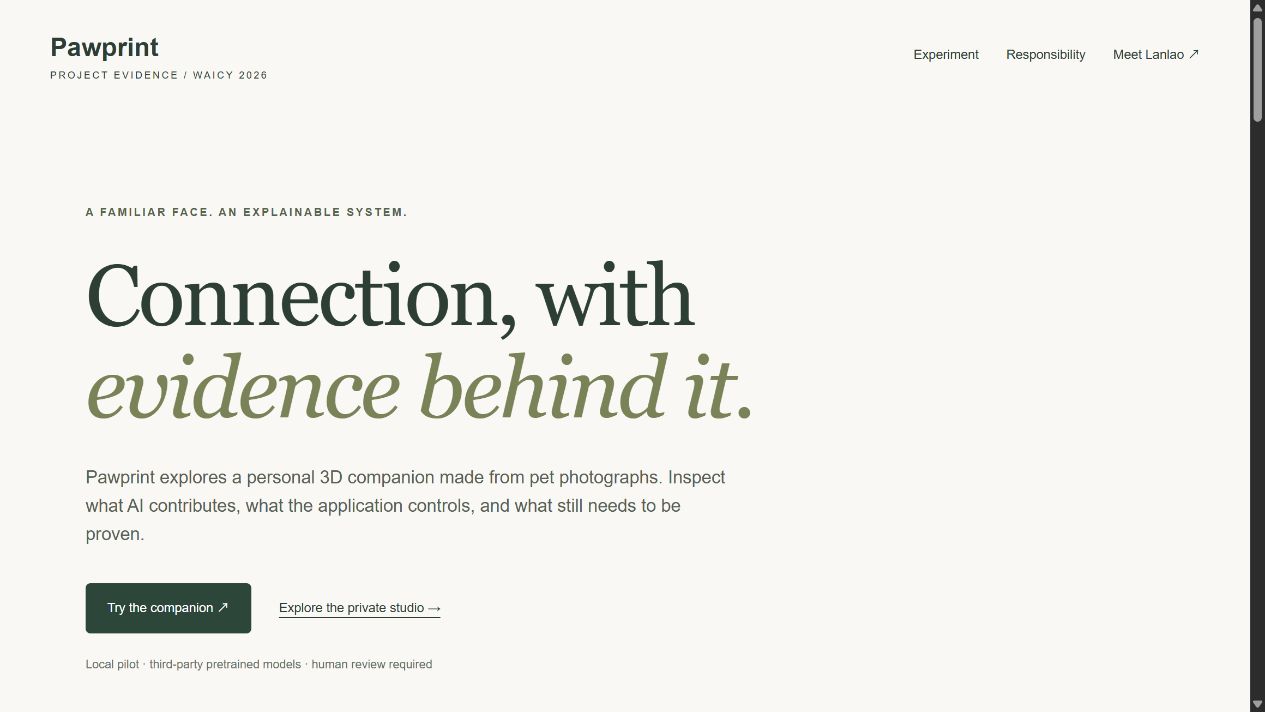 Pawprint
PROJECT EVIDENCE / WAICY 2026
Experiment
Responsibility
Meet Lanlao ↗
A FAMILIAR FACE. AN EXPLAINABLE SYSTEM.
Connection, with
evidence behind it.
Pawprint explores a personal 3D companion made from pet photographs. Inspect
what AI contributes, what the application controls, and what still needs to be
proven.
Try the companion ↗
Explore the private studio →
Local pilot · third-party pretrained models · human review required